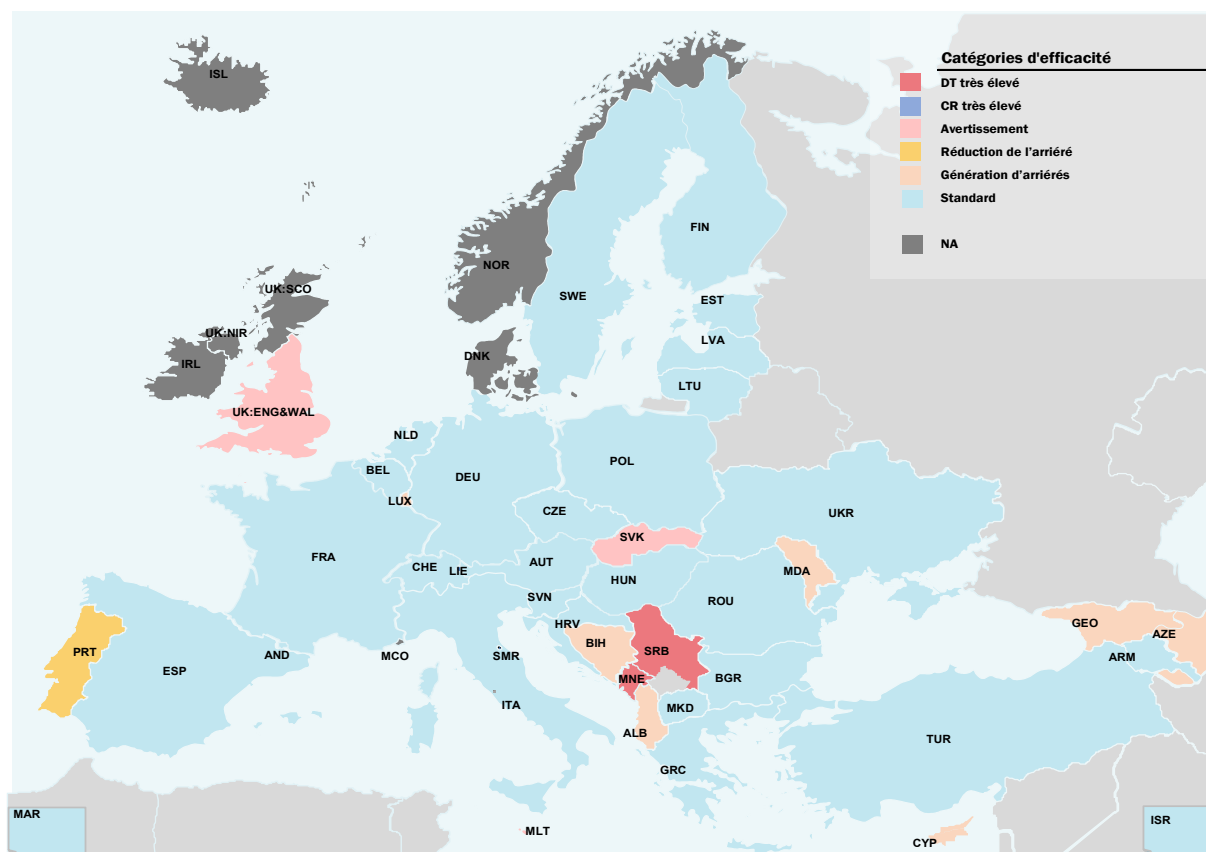 Catégories d'efficacité
DT très élevé
CR très élevé
Avertissement
Réduction de l'arriéré
Génération d'arriérés
Standard
NA
ISL
NOR
FIN
SWE
UK:SCO
EST
UK:NIR
LVA
IRL
DNK
LTU
UK:ENG&WAL
NLD
BEL
DEU
POL
LUX
CZE
UKR
SVK
FRA
CHE
LIE
AUT
MDA
HUN
SVN
ROU
HRV
GEO
BIH
AZE
PRT
SRB
AND
MCO
SMR
ARM
ESP
MNE
BGR
ITA
MKD
ALB
TUR
GRC
MAR
ISR
MLT
CYP